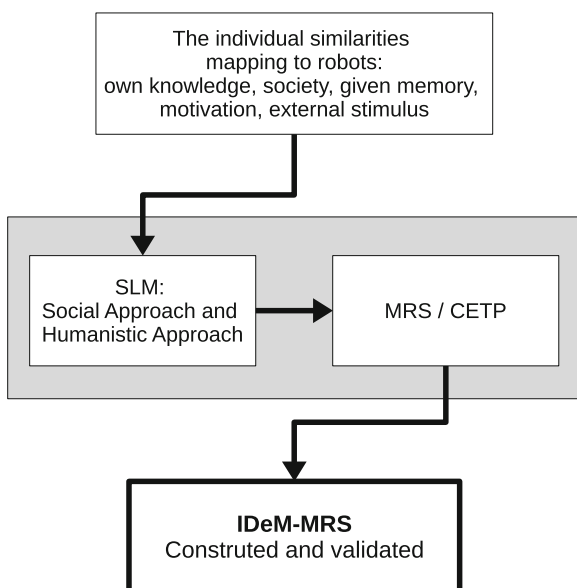 The individual similarities
mapping to robots:
own knowledge, society, given memory,
motivation, external stimulus
SLM:
Social Approach and
Humanistic Approach
MRS / CETP
IDeM-MRS
Construted and validated